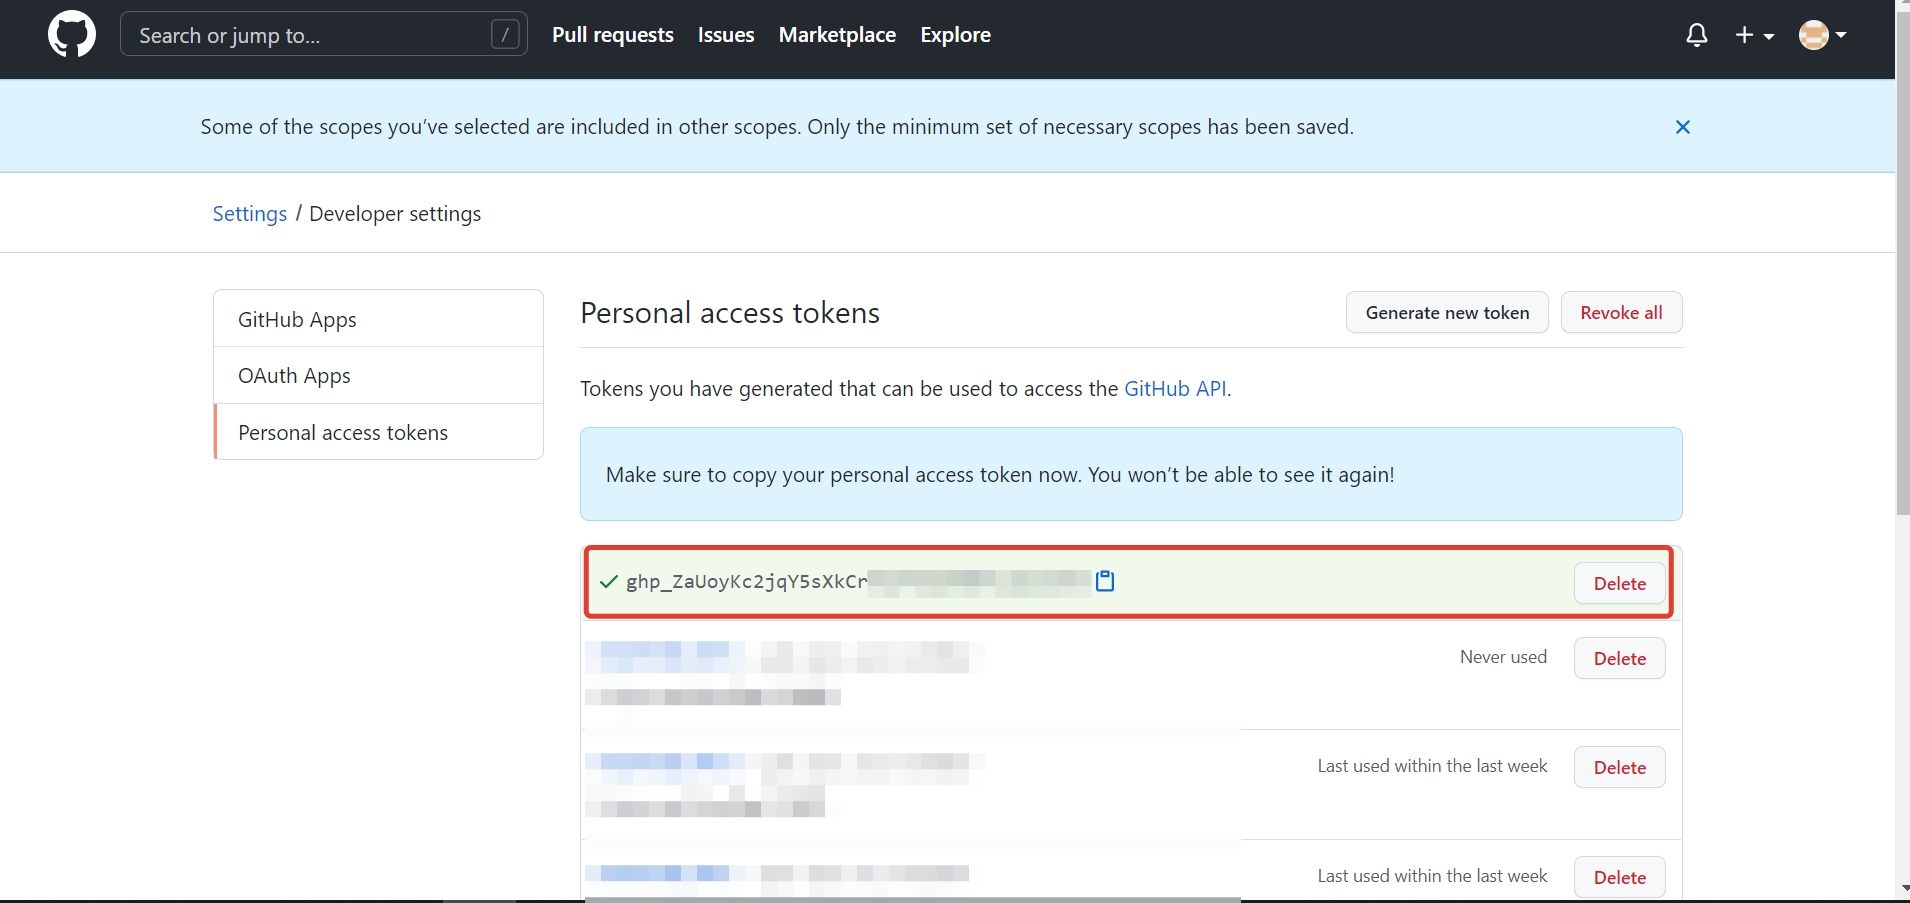 Search or jump to... /
Pull requests Issues Marketplace Explore
Some of the scopes you've selected are included in other scopes. Only the minimum set of necessary scopes has been saved.
Settings / Developer settings
GitHub Apps
OAuth Apps
Personal access tokens
Personal access tokens
Generate new token
Revoke all
Tokens you have generated that can be used to access the GitHub API.
Make sure to copy your personal access token now. You won't be able to see it again!
ghp_ZaUoyKc2jqY5sXkCr
Delete
Never used
Delete
Last used within the last week
Delete
Last used within the last week
Delete